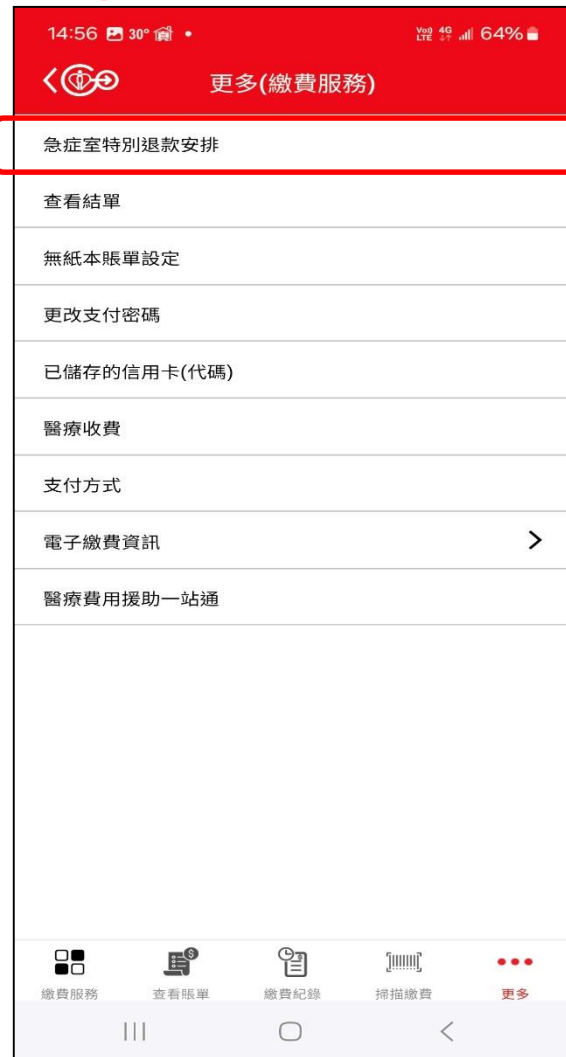 14:56 30° VoD LTE 4G 64%
更多(繳費服務)
急症室特別退款安排
查看結單
無紙本賬單設定
更改支付密碼
已儲存的信用卡(代碼)
醫療收費
支付方式
電子繳費資訊
醫療費用援助一站通
繳費服務 查看賬單 繳費紀錄 掃描繳費 更多